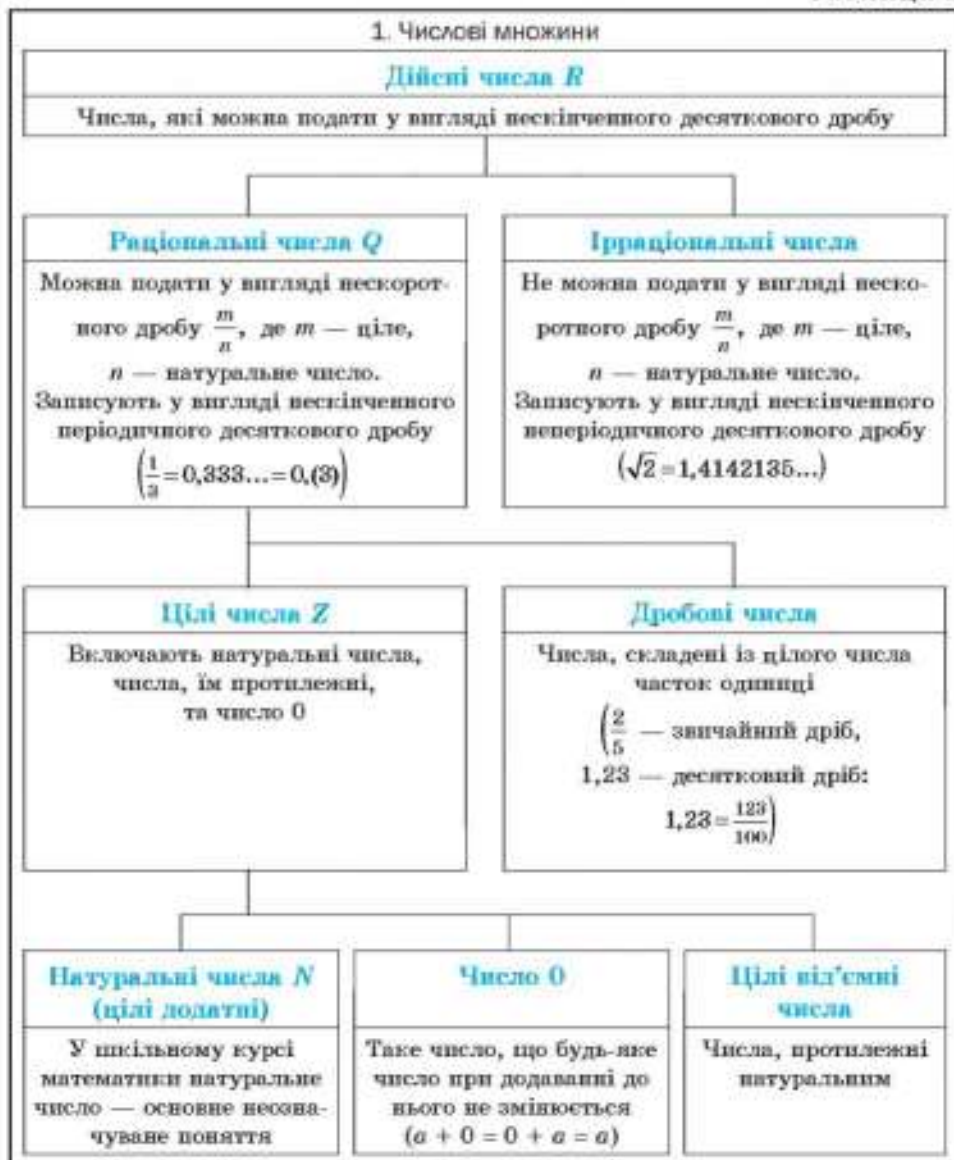 1. Числові множини
Дійсні числа R
Числа, які можна подати у вигляді нескінченного десяткового дробу
Раціональні числа Q
Можна подати у вигляді нескорот-
ного дробу m/n, де m — ціле,
n — натуральне число.
Записують у вигляді нескінченного
періодичного десяткового дробу
(1/3 = 0,333... = 0,(3))
Ірраціональні числа
Не можна подати у вигляді неско-
ротного дробу m/n, де m — ціле,
n — натуральне число.
Записують у вигляді нескінченного
неперіодичного десяткового дробу
(√2 = 1,4142135...)
Цілі числа Z
Включають натуральні числа,
числа, їм протилежні,
та число 0
Дробові числа
Числа, складені із цілого числа
часток одиниці
(2/5 — звичайний дріб,
1,23 — десятковий дріб:
1,23 = 123/100)
Натуральні числа N
(цілі додатні)
У шкільному курсі
математики натуральне
число — основне неозна-
чуване поняття
Число 0
Таке число, що будь-яке
число при додаванні до
нього не змінюється
(a + 0 = 0 + a = a)
Цілі від'ємні
числа
Числа, протилежні
натуральним